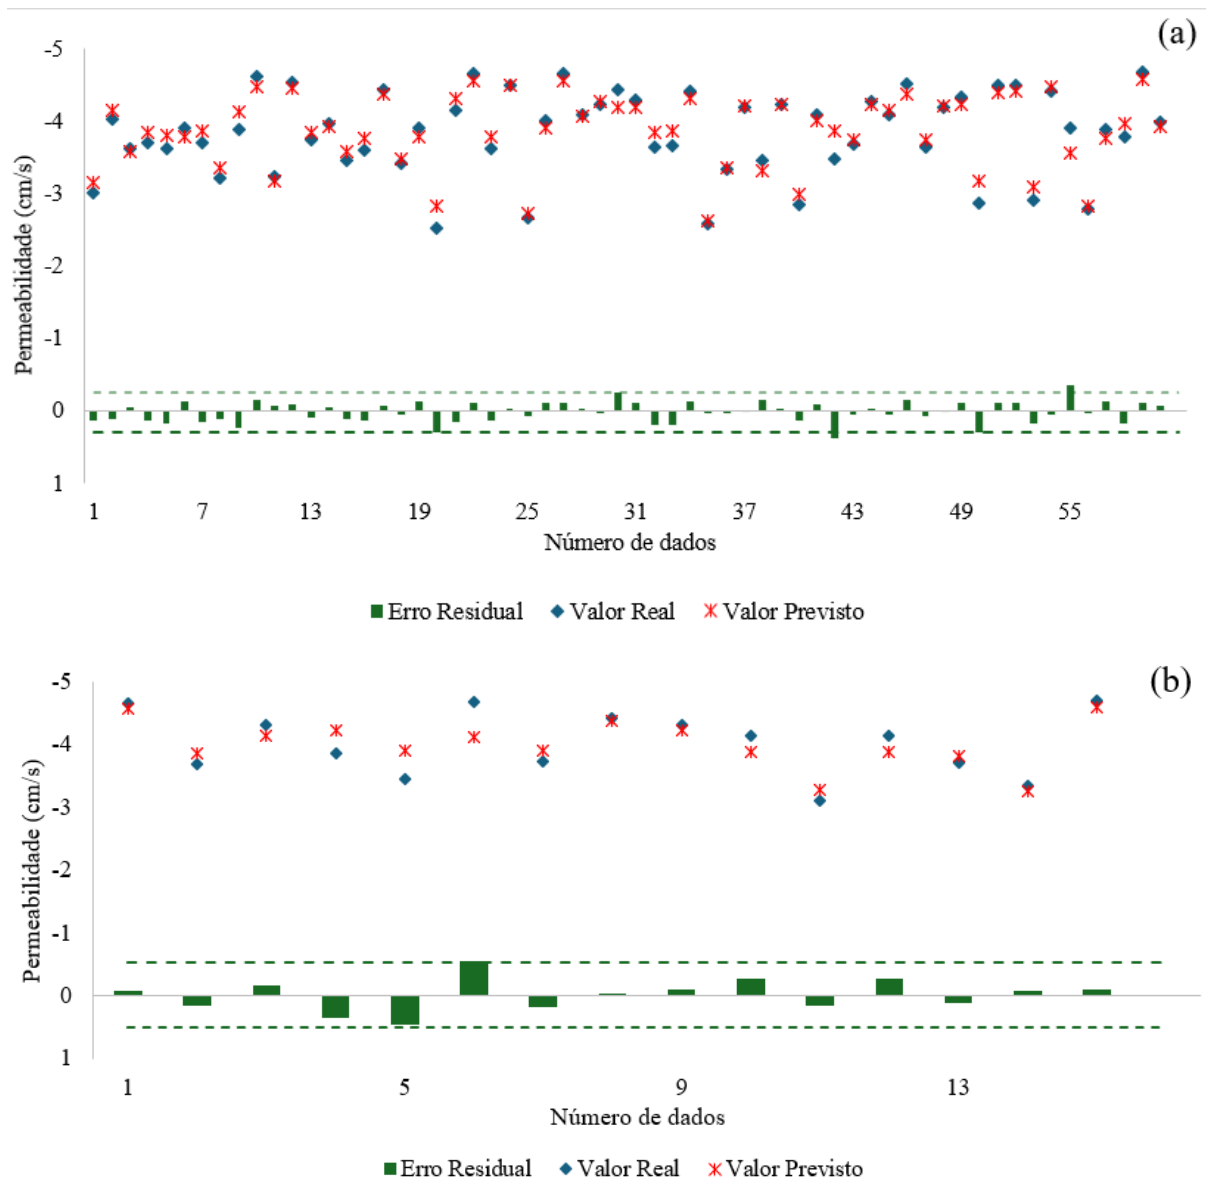 (a)
-5
-4
-3
-2
-1
0
1
Permeabilidade (cm/s)
1 7 13 19 25 31 37 43 49 55
Número de dados
Erro Residual Valor Real Valor Previsto
(b)
-5
-4
-3
-2
-1
0
1
Permeabilidade (cm/s)
1 5 9 13
Número de dados
Erro Residual Valor Real Valor Previsto